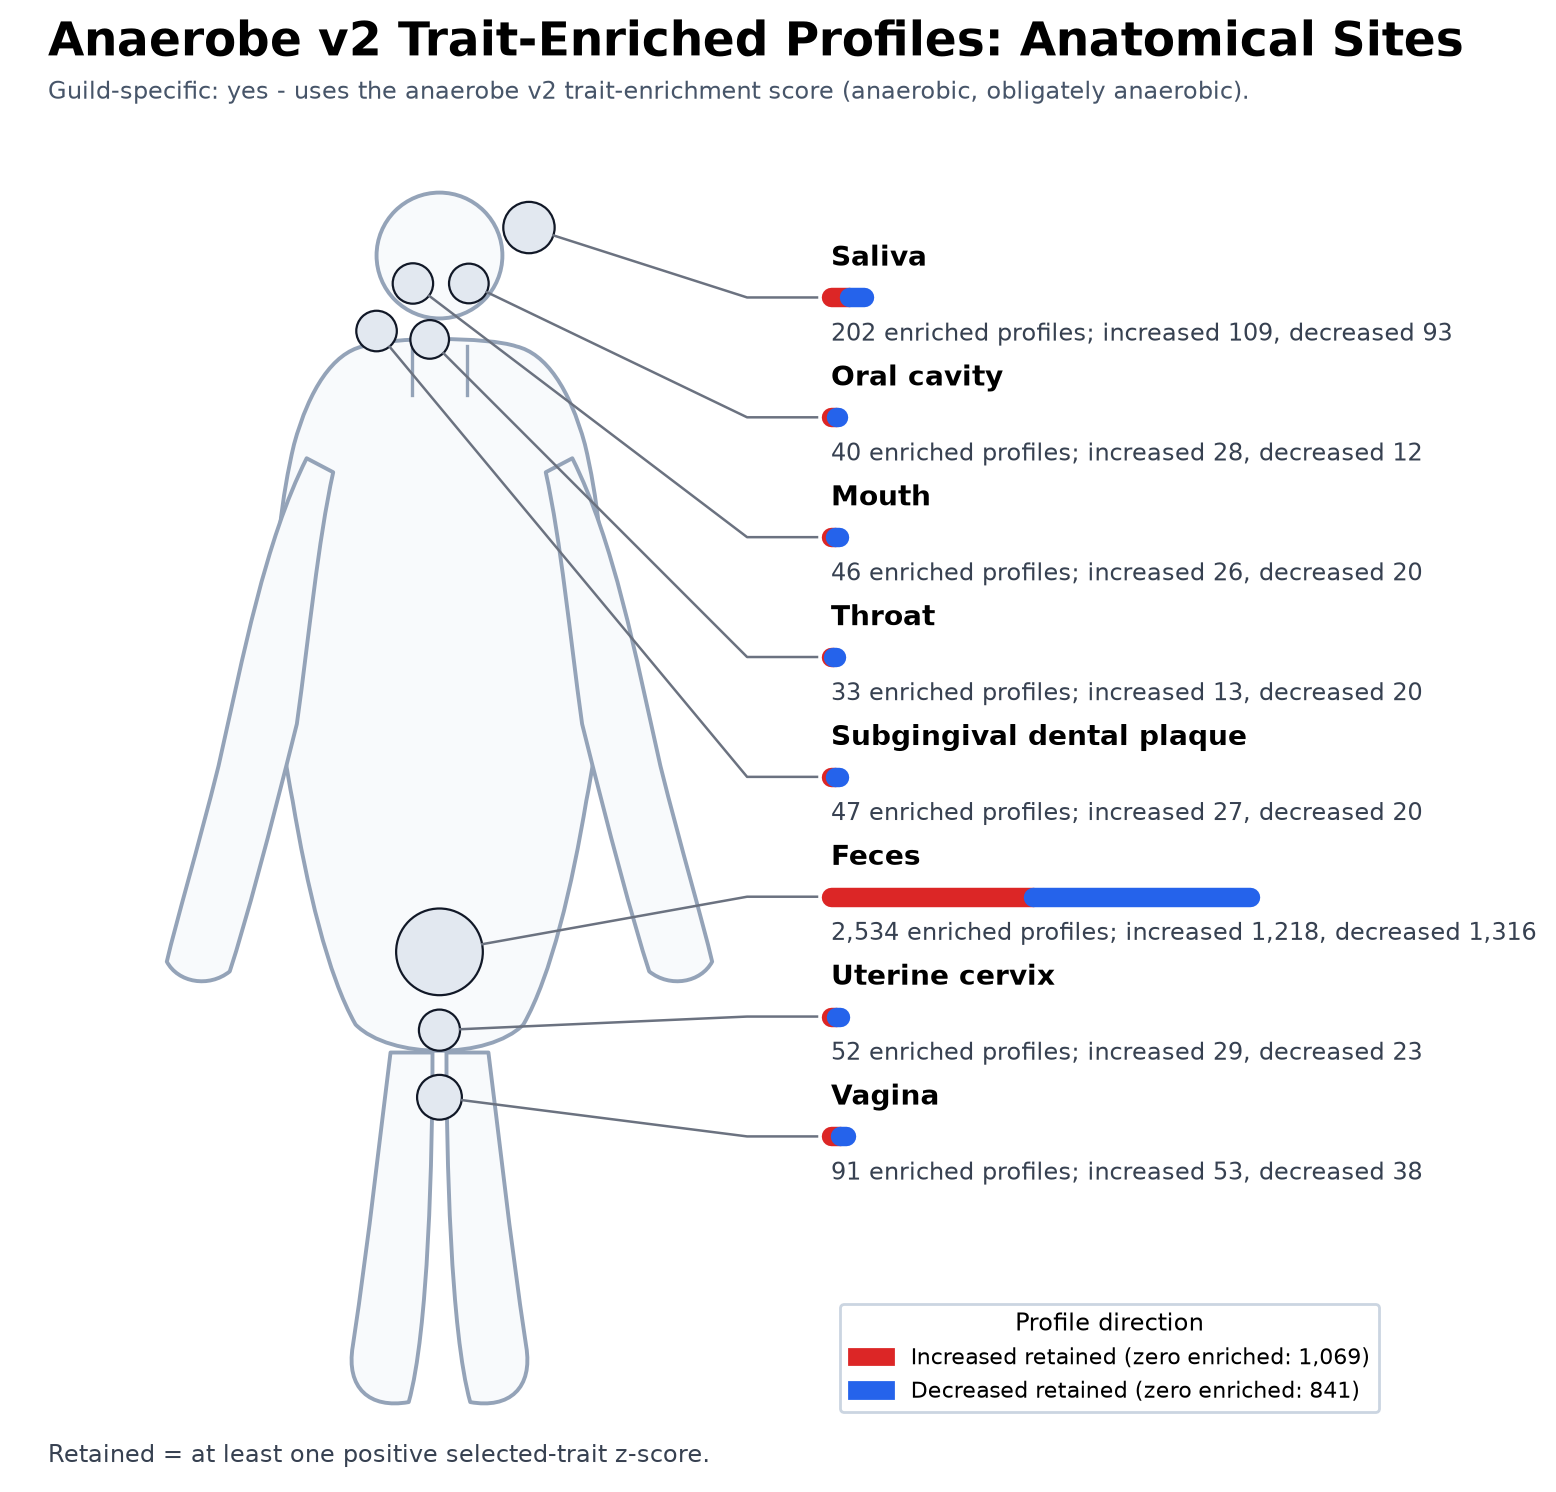 Anaerobe v2 Trait-Enriched Profiles: Anatomical Sites
Guild-specific: yes - uses the anaerobe v2 trait-enrichment score (anaerobic, obligately anaerobic).
Saliva
202 enriched profiles; increased 109, decreased 93
Oral cavity
40 enriched profiles; increased 28, decreased 12
Mouth
46 enriched profiles; increased 26, decreased 20
Throat
33 enriched profiles; increased 13, decreased 20
Subgingival dental plaque
47 enriched profiles; increased 27, decreased 20
Feces
2,534 enriched profiles; increased 1,218, decreased 1,316
Uterine cervix
52 enriched profiles; increased 29, decreased 23
Vagina
91 enriched profiles; increased 53, decreased 38
Profile direction
Increased retained (zero enriched: 1,069)
Decreased retained (zero enriched: 841)
Retained = at least one positive selected-trait z-score.